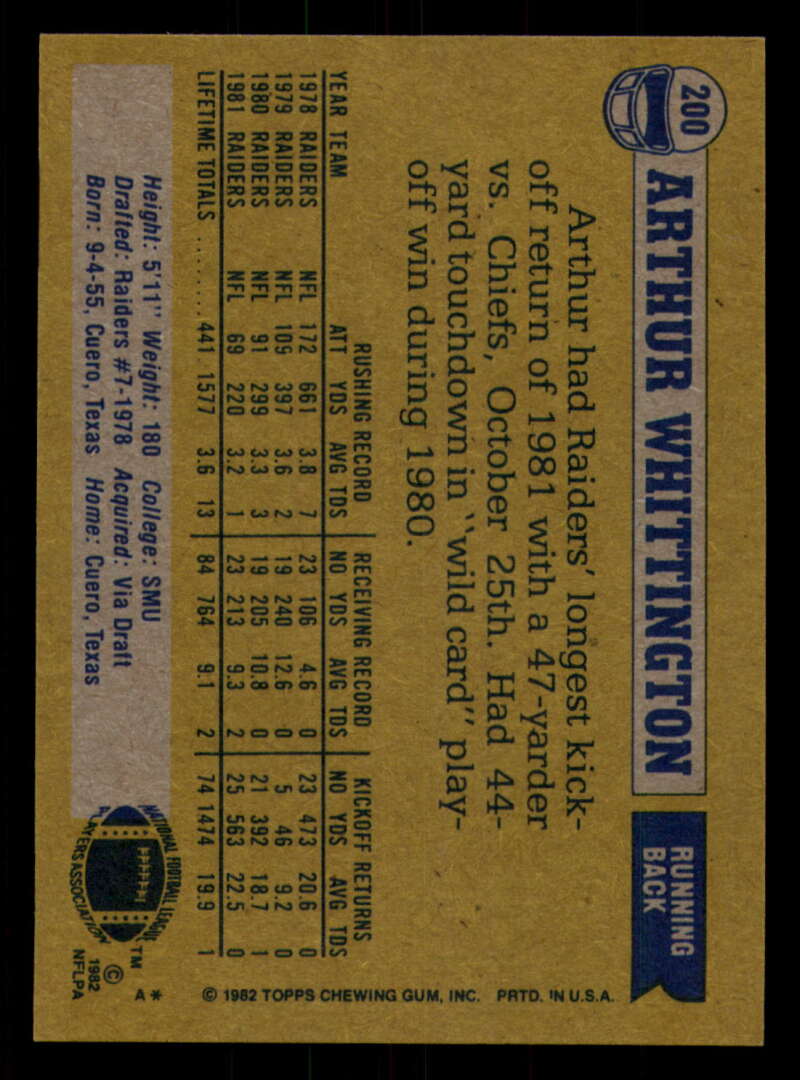 200
ARTHUR WHITTINGTON
RUNNING
BACK
Arthur had Raiders' longest kick-
off return of 1981 with a 47-yarder
vs. Chiefs, October 25th. Had 44-
yard touchdown in "wild card" play-
off win during 1980.
RUSHING RECORD RECEIVING RECORD KICKOFF RETURNS
YEAR TEAM ATT YDS AVG TDS NO YDS AVG TDS NO YDS AVG TDS
1978 RAIDERS NFL 172 661 3.8 7 23 106 4.6 0 23 473 20.6 0
1979 RAIDERS NFL 109 397 3.6 2 19 240 12.6 0 5 46 9.2 0
1980 RAIDERS NFL 91 299 3.3 3 19 205 10.8 0 21 392 18.7 1
1981 RAIDERS NFL 69 220 3.2 1 23 213 9.3 2 25 563 22.5 0
LIFETIME TOTALS ........ 441 1577 3.6 13 84 764 9.1 2 74 1474 19.9 1
Height: 5'11" Weight: 180 College: SMU
Drafted: Raiders #7-1978 Acquired: Via Draft
Born: 9-4-55, Cuero, Texas Home: Cuero, Texas
NATIONAL FOOTBALL LEAGUE
PLAYERS ASSOCIATION
TM
©
1982
NFLPA
A*
© 1982 TOPPS CHEWING GUM, INC. PRTD. IN U.S.A.